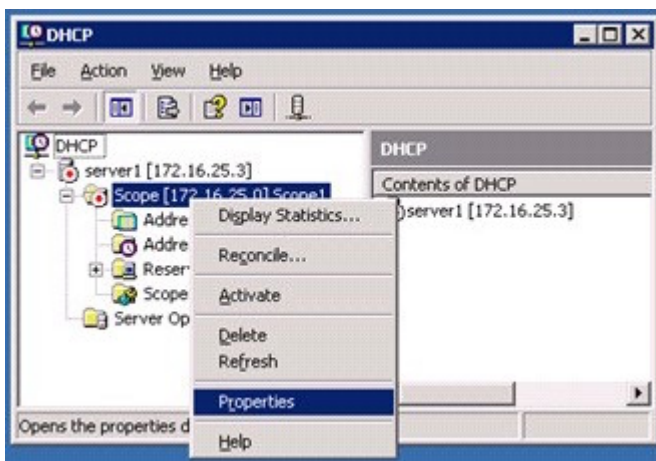 DHCP
File Action View Help
DHCP
server1 [172.16.25.3]
Scope [172.16.25.0] Scope1
Addre
Addre
Reser
Scope
Server Op
Display Statistics...
Reconcile...
Activate
Delete
Refresh
Properties
Help
DHCP
Contents of DHCP
server1 [172.16.25.3]
Opens the properties d